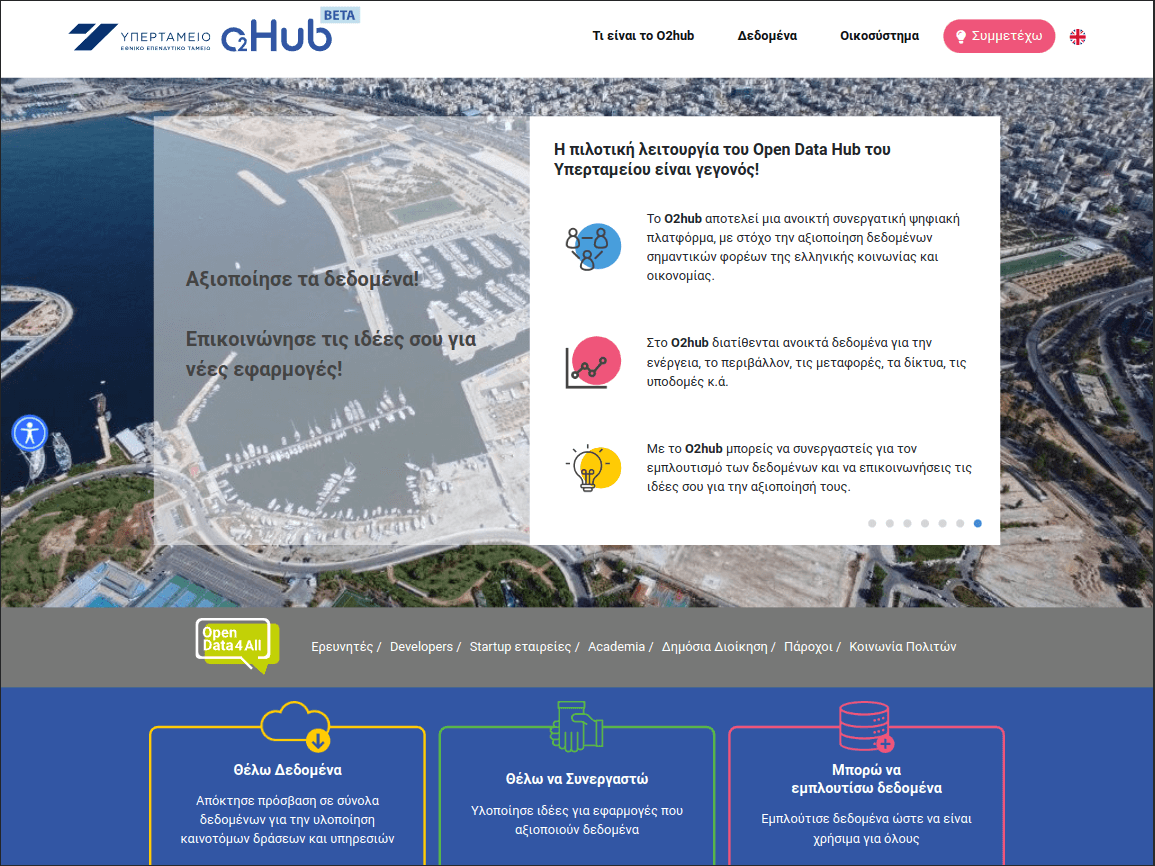 ΥΠΕΡΤΑΜΕΙΟ
ΕΘΝΙΚΟ ΕΠΕΝΔΥΤΙΚΟ ΤΑΜΕΙΟ
O2Hub
BETA
Τι είναι το O2hub
Δεδομένα
Οικοσύστημα
Συμμετέχω
Αξιοποίησε τα δεδομένα!
Επικοινώνησε τις ιδέες σου για
νέες εφαρμογές!
Η πιλοτική λειτουργία του Open Data Hub του
Υπερταμείου είναι γεγονός!
Το O2hub αποτελεί μια ανοικτή συνεργατική ψηφιακή
πλατφόρμα, με στόχο την αξιοποίηση δεδομένων
σημαντικών φορέων της ελληνικής κοινωνίας και
οικονομίας.
Στο O2hub διατίθενται ανοικτά δεδομένα για την
ενέργεια, το περιβάλλον, τις μεταφορές, τα δίκτυα, τις
υποδομές κ.ά.
Με το O2hub μπορείς να συνεργαστείς για τον
εμπλουτισμό των δεδομένων και να επικοινωνήσεις τις
ιδέες σου για την αξιοποίησή τους.
Open
Data4All
Ερευνητές / Developers / Startup εταιρείες / Academia / Δημόσια Διοίκηση / Πάροχοι / Κοινωνία Πολιτών
Θέλω Δεδομένα
Απόκτησε πρόσβαση σε σύνολα
δεδομένων για την υλοποίηση
καινοτόμων δράσεων και υπηρεσιών
Θέλω να Συνεργαστώ
Υλοποίησε ιδέες για εφαρμογές που
αξιοποιούν δεδομένα
Μπορώ να
εμπλουτίσω δεδομένα
Εμπλούτισε δεδομένα ώστε να είναι
χρήσιμα για όλους